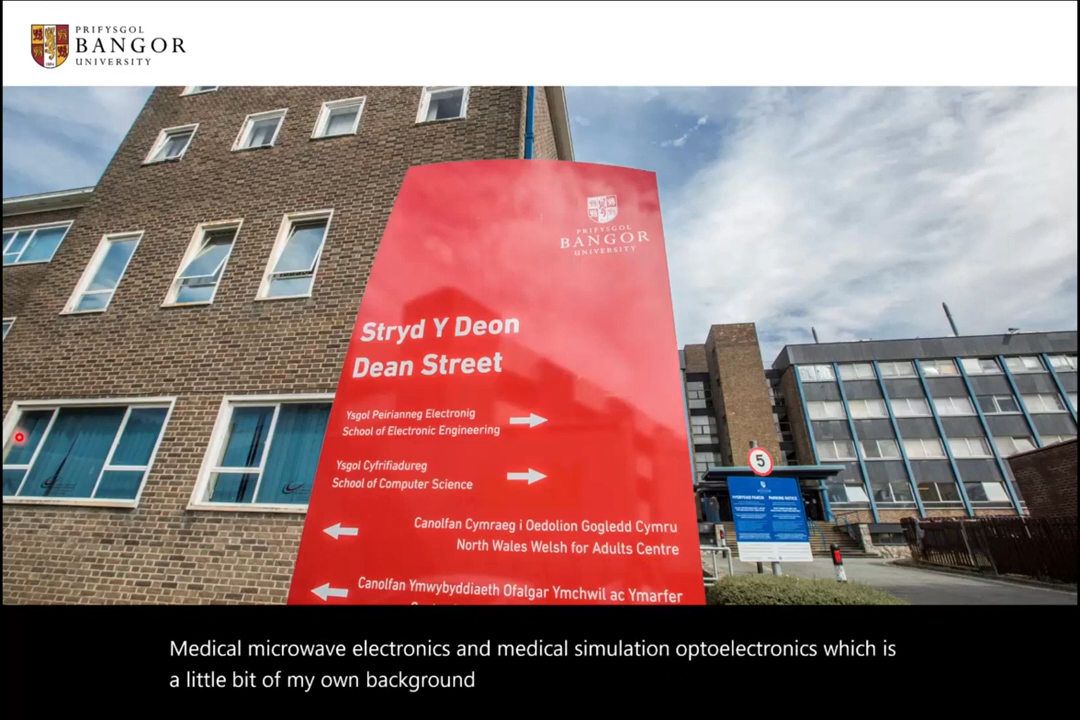 PRIFYSGOL
BANGOR
UNIVERSITY
PRIFYSGOL
BANGOR
UNIVERSITY
Stryd Y Deon
Dean Street
Ysgol Peirianneg Electronig
School of Electronic Engineering
Ysgol Cyfrifiadureg
School of Computer Science
Canolfan Cymraeg i Oedolion Gogledd Cymru
North Wales Welsh for Adults Centre
Canolfan Ymwybyddiaeth Ofalgar Ymchwil ac Ymarfer
5
PARKING NOTICE
Medical microwave electronics and medical simulation optoelectronics which is
a little bit of my own background